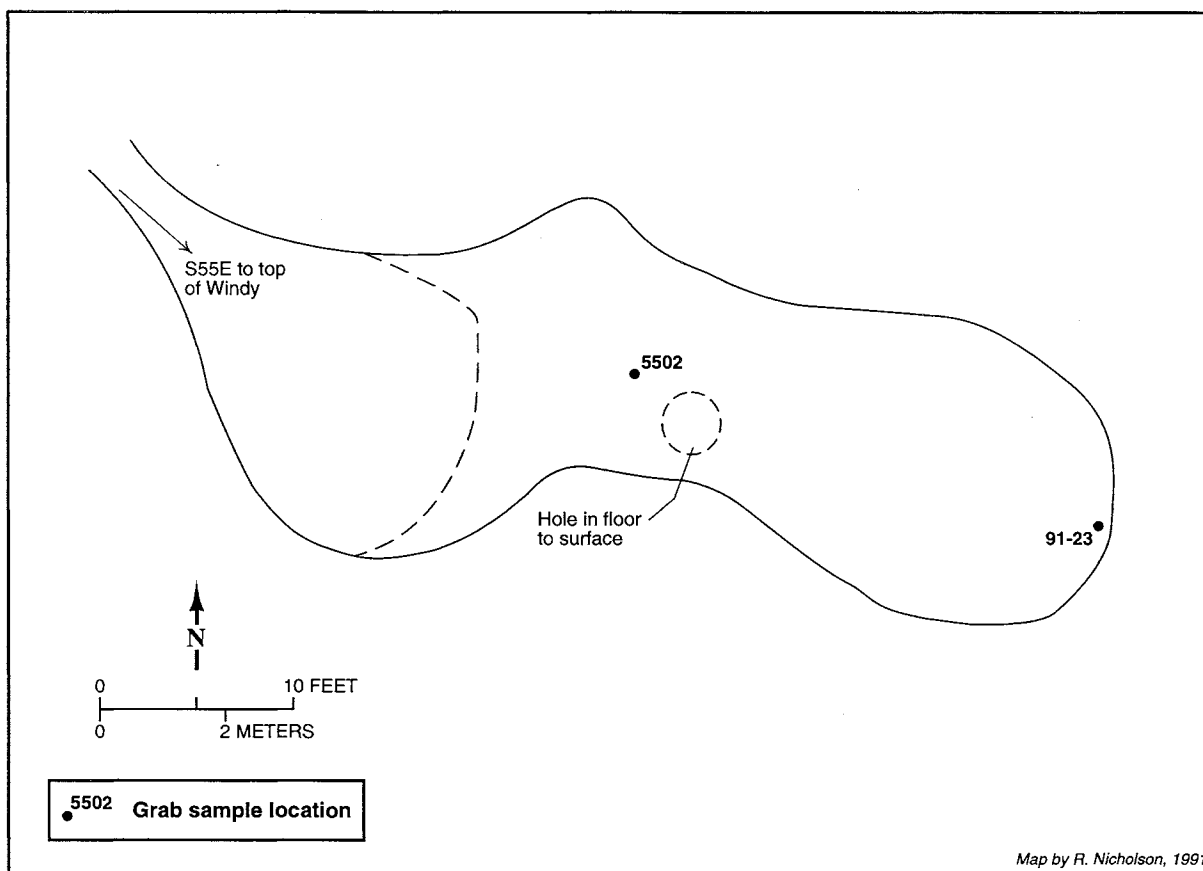 S55E to top
of Windy
5502
Hole in floor
to surface
91-23
N
0 10 FEET
0 2 METERS
5502 Grab sample location
Map by R. Nicholson, 1991